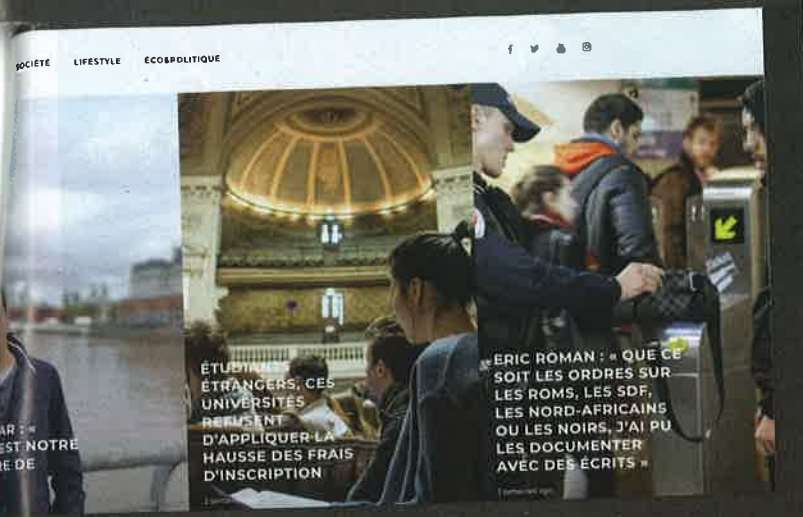 SOCIÉTÉ LIFESTYLE ÉCO&POLITIQUE
AR : «
EST NOTRE
E DE
ÉTUDIANTS
ÉTRANGERS, CES
UNIVERSITÉS
REFUSENT
D'APPLIQUER LA
HAUSSE DES FRAIS
D'INSCRIPTION
ERIC ROMAN : « QUE CE
SOIT LES ORDRES SUR
LES ROMS, LES SDF,
LES NORD-AFRICAINS
OU LES NOIRS, J'AI PU
LES DOCUMENTER
AVEC DES ÉCRITS »